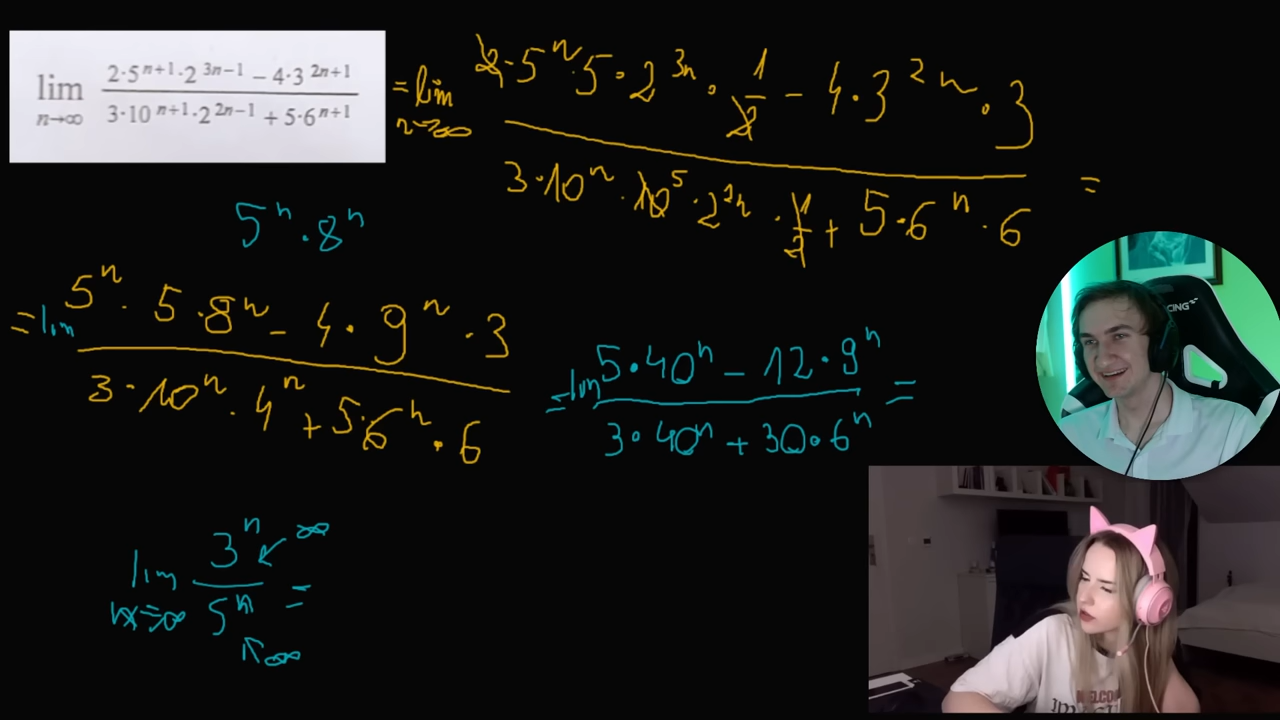 lim n→∞ (2·5^{n+1}·2^{3n-1} − 4·3^{2n+1}) / (3·10^{n+1}·2^{2n-1} + 5·6^{n+1})
= lim n→∞ (2·5^n·5·2^{3n}·1/2 − 4·3^{2n}·3) / (3·10^n·10^5·2^{2n}·1/2 + 5·6^n·6) =
5^n·8^n
= lim (5^n·5·8^n − 4·9^n·3) / (3·10^n·4^n + 5·6^n·6)
= lim (5·40^n − 12·9^n) / (3·40^n + 30·6^n) =
lim 3^n ← ∞ / 5^n ← ∞ =
CING